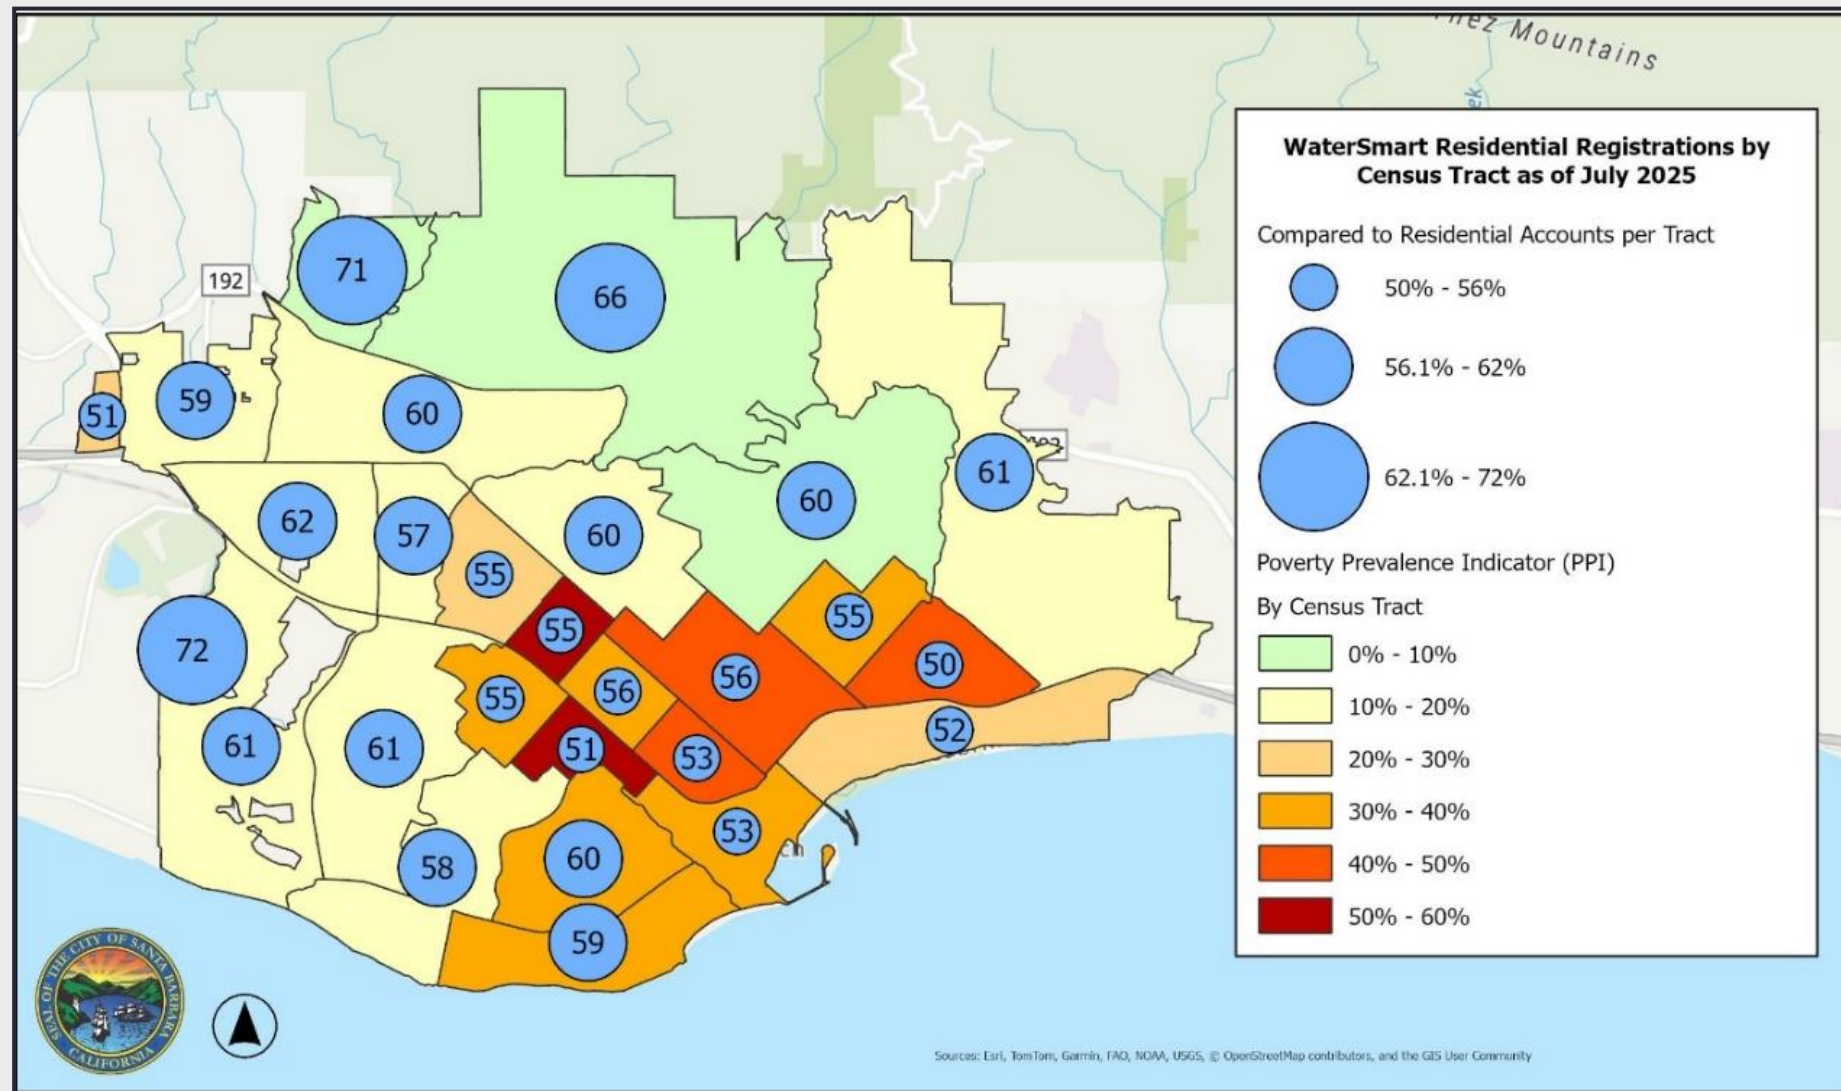 Mountains
WaterSmart Residential Registrations by
Census Tract as of July 2025
Compared to Residential Accounts per Tract
50% - 56%
56.1% - 62%
62.1% - 72%
Poverty Prevalence Indicator (PPI)
By Census Tract
0% - 10%
10% - 20%
20% - 30%
30% - 40%
40% - 50%
50% - 60%
192
71
66
51
59
60
61
60
62
57
60
55
55
55
72
50
56
55
56
52
61
61
51
53
53
58
60
59
SEAL OF THE CITY OF SANTA BARBARA
CALIFORNIA
Sources: Esri, TomTom, Garmin, FAO, NOAA, USGS, © OpenStreetMap contributors, and the GIS User Community